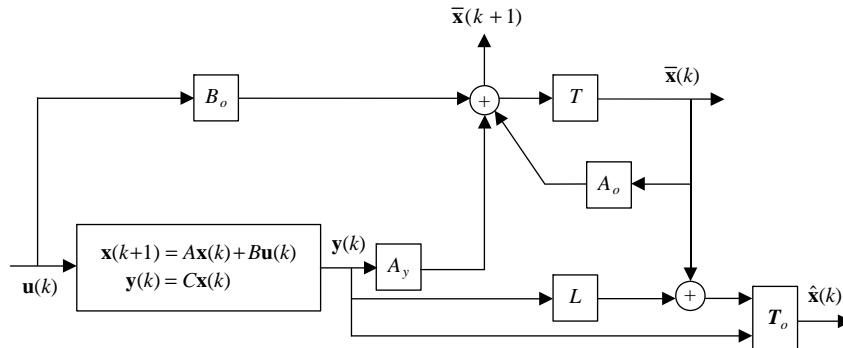 x̅(k + 1)
B_o
+
T
x̅(k)
A_o
x(k+1) = Ax(k) + Bu(k)
y(k) = Cx(k)
u(k)
y(k)
A_y
L
+
T_o
x̂(k)